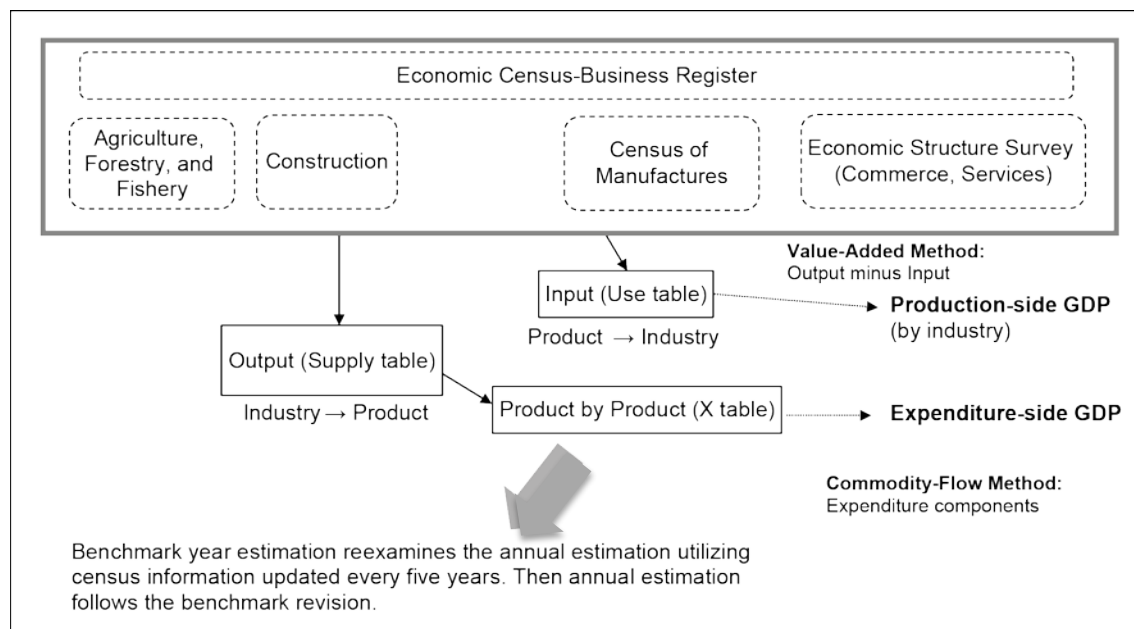 Economic Census-Business Register
Agriculture,
Forestry, and
Fishery
Construction
Census of
Manufactures
Economic Structure Survey
(Commerce, Services)
Value-Added Method:
Output minus Input
Input (Use table)
Production-side GDP
(by industry)
Product → Industry
Output (Supply table)
Industry → Product
Product by Product (X table)
Expenditure-side GDP
Commodity-Flow Method:
Expenditure components
Benchmark year estimation reexamines the annual estimation utilizing
census information updated every five years. Then annual estimation
follows the benchmark revision.